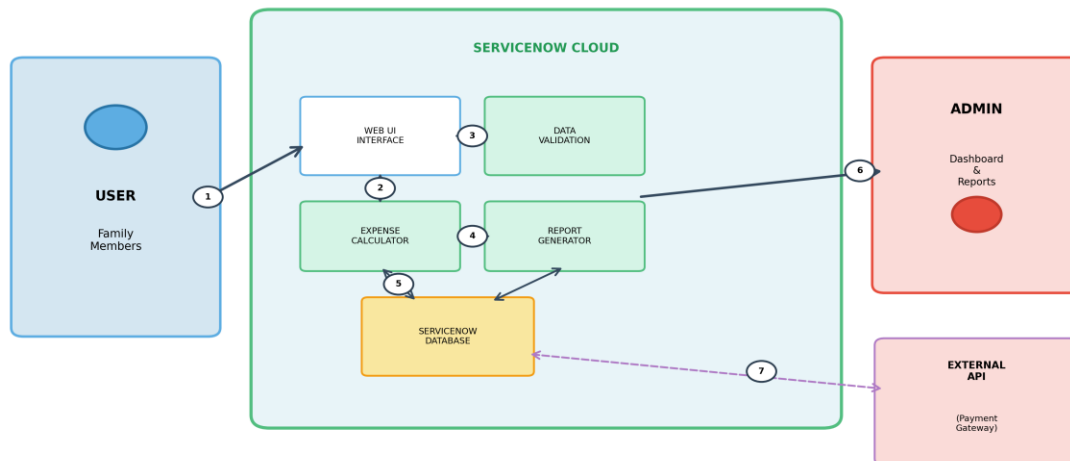 SERVICENOW CLOUD
USER
Family
Members
1
WEB UI
INTERFACE
3
DATA
VALIDATION
2
EXPENSE
CALCULATOR
4
REPORT
GENERATOR
5
SERVICENOW
DATABASE
6
ADMIN
Dashboard
&
Reports
7
EXTERNAL
API
(Payment
Gateway)